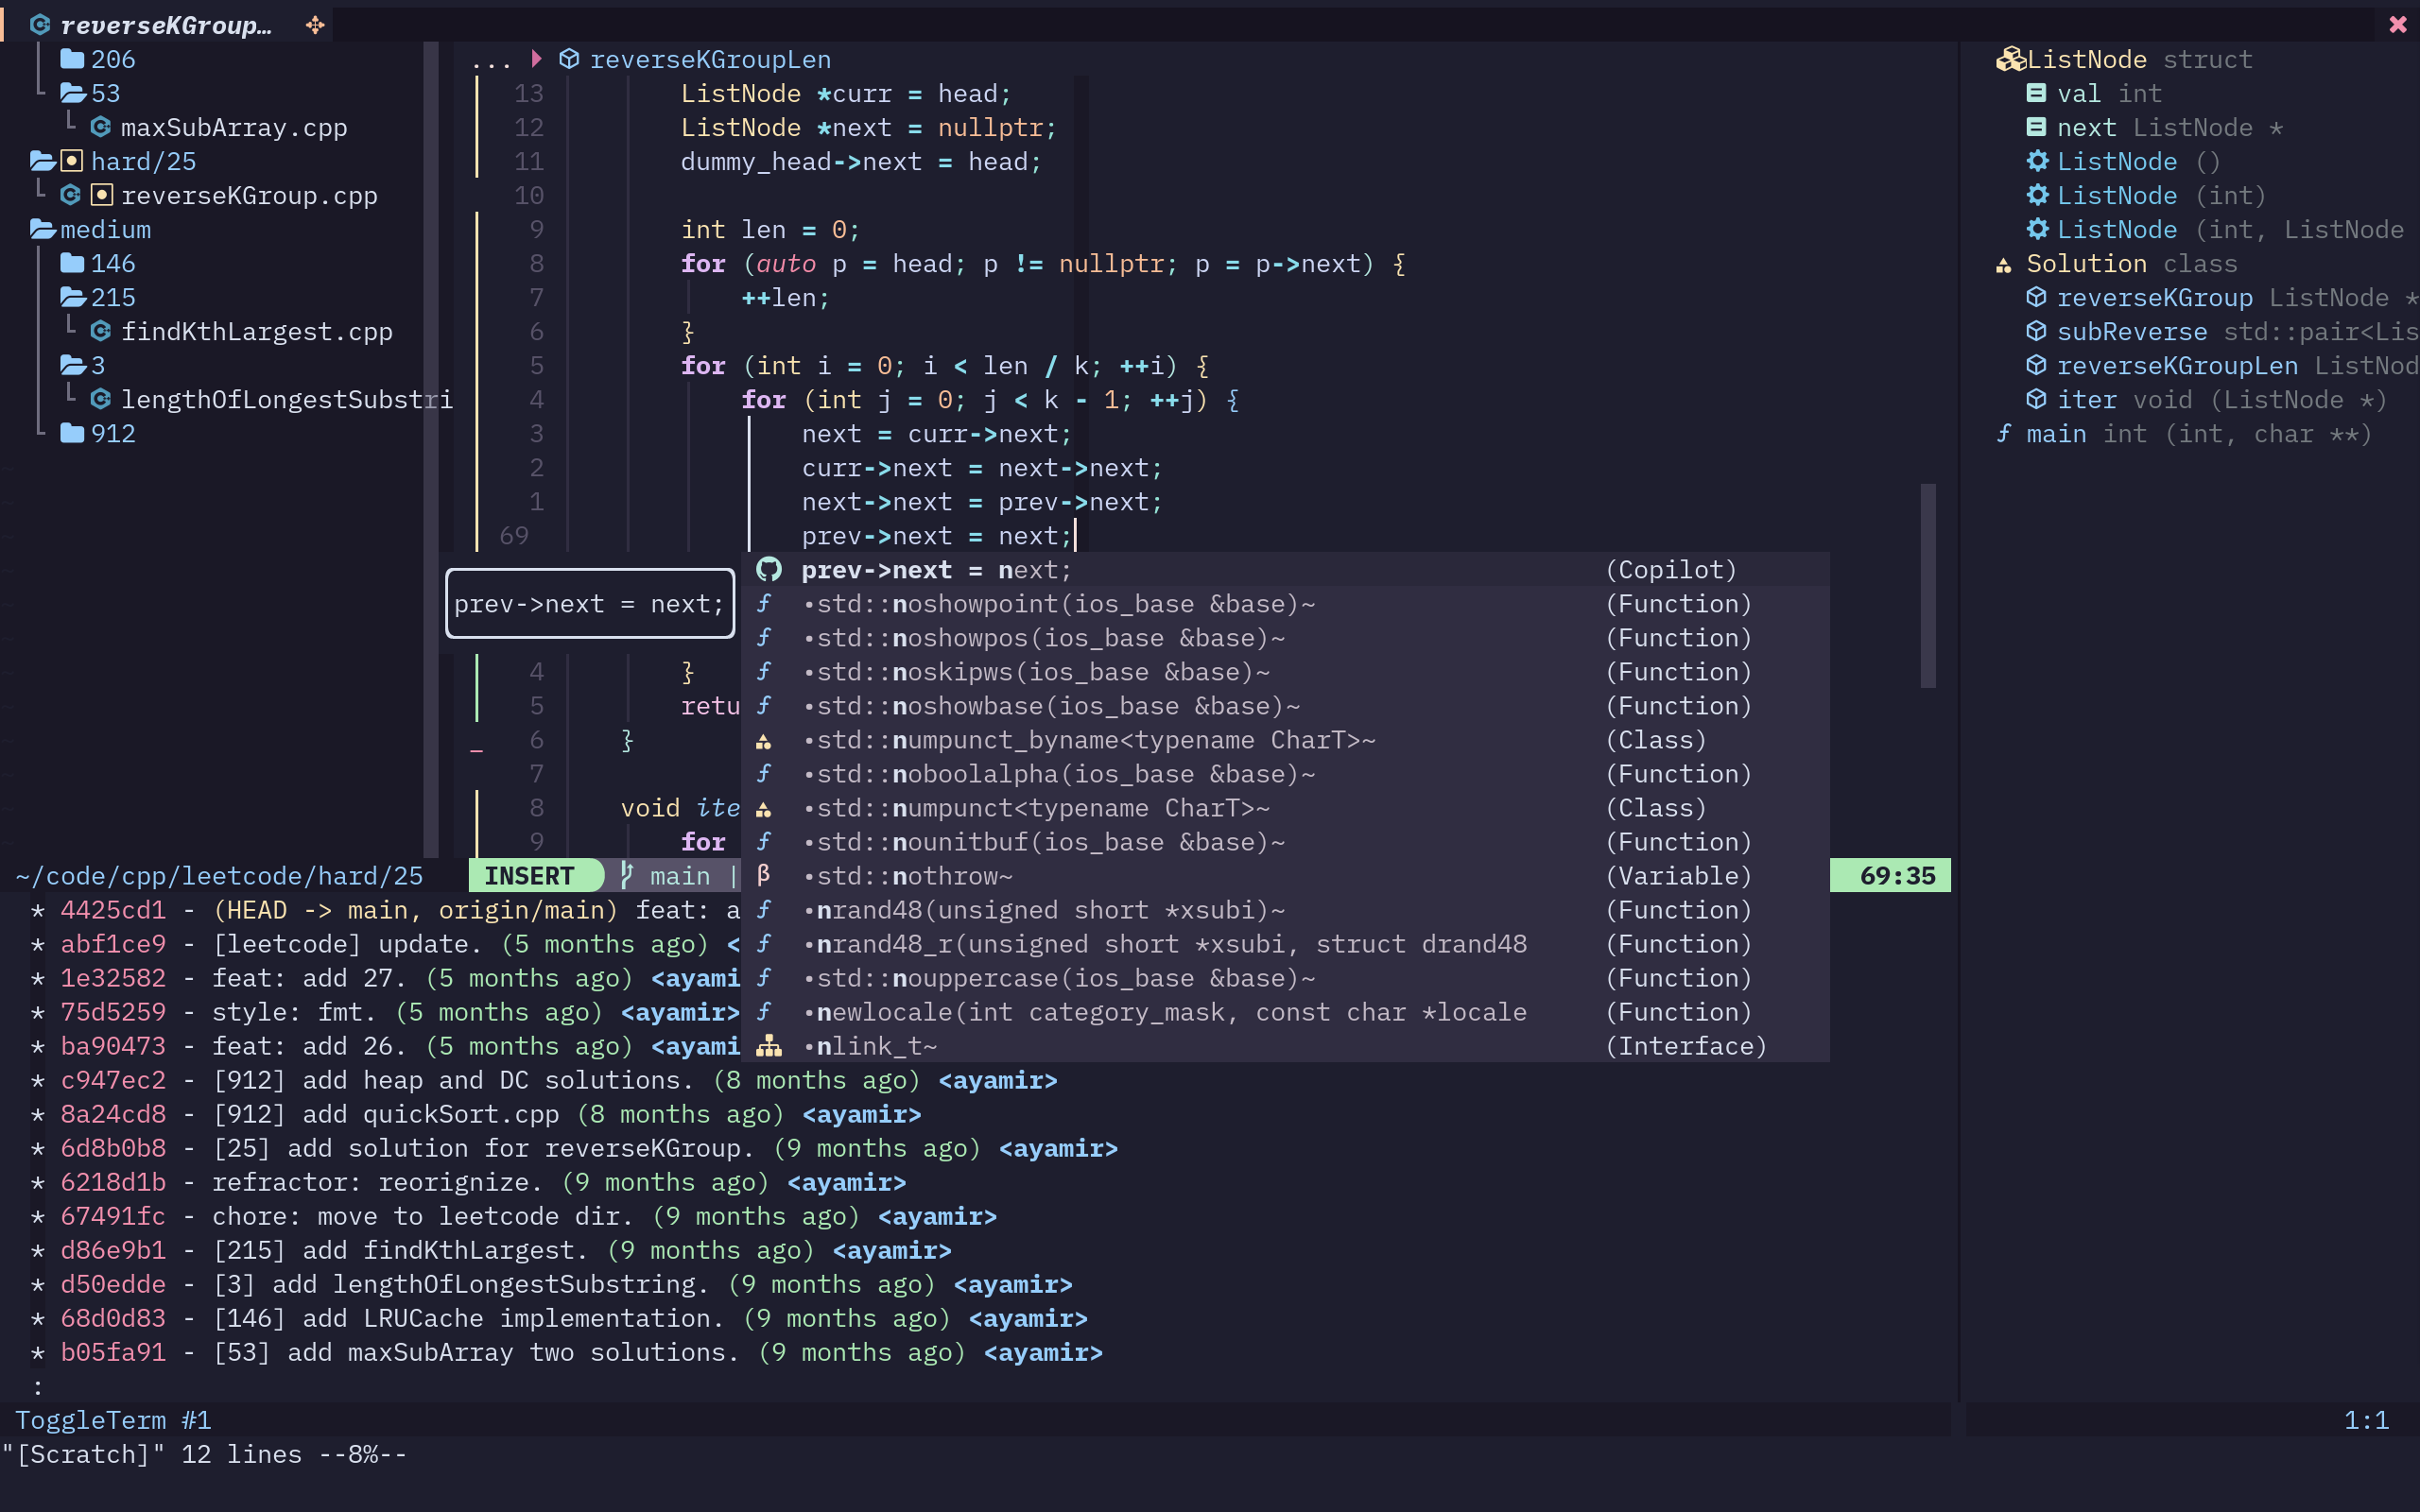 reverseKGroup…
206
53
maxSubArray.cpp
hard/25
reverseKGroup.cpp
medium
146
215
findKthLargest.cpp
3
lengthOfLongestSubstri
912
~/code/cpp/leetcode/hard/25
... reverseKGroupLen
13 ListNode *curr = head;
12 ListNode *next = nullptr;
11 dummy_head->next = head;
10
9 int len = 0;
8 for (auto p = head; p != nullptr; p = p->next) {
7 ++len;
6 }
5 for (int i = 0; i < len / k; ++i) {
4 for (int j = 0; j < k - 1; ++j) {
3 next = curr->next;
2 curr->next = next->next;
1 next->next = prev->next;
69 prev->next = next;
prev->next = next;
4 }
5 retu
6 }
7
8 void ite
9 for
prev->next = next; (Copilot)
•std::noshowpoint(ios_base &base)~ (Function)
•std::noshowpos(ios_base &base)~ (Function)
•std::noskipws(ios_base &base)~ (Function)
•std::noshowbase(ios_base &base)~ (Function)
•std::numpunct_byname<typename CharT>~ (Class)
•std::noboolalpha(ios_base &base)~ (Function)
•std::numpunct<typename CharT>~ (Class)
•std::nounitbuf(ios_base &base)~ (Function)
•std::nothrow~ (Variable)
•nrand48(unsigned short *xsubi)~ (Function)
•nrand48_r(unsigned short *xsubi, struct drand48 (Function)
•std::nouppercase(ios_base &base)~ (Function)
•newlocale(int category_mask, const char *locale (Function)
•nlink_t~ (Interface)
INSERT main | 69:35
ListNode struct
val int
next ListNode *
ListNode ()
ListNode (int)
ListNode (int, ListNode
Solution class
reverseKGroup ListNode *
subReverse std::pair<Lis
reverseKGroupLen ListNod
iter void (ListNode *)
main int (int, char **)
* 4425cd1 - (HEAD -> main, origin/main) feat: a
* abf1ce9 - [leetcode] update. (5 months ago) <
* 1e32582 - feat: add 27. (5 months ago) <ayami
* 75d5259 - style: fmt. (5 months ago) <ayamir>
* ba90473 - feat: add 26. (5 months ago) <ayami
* c947ec2 - [912] add heap and DC solutions. (8 months ago) <ayamir>
* 8a24cd8 - [912] add quickSort.cpp (8 months ago) <ayamir>
* 6d8b0b8 - [25] add solution for reverseKGroup. (9 months ago) <ayamir>
* 6218d1b - refractor: reorignize. (9 months ago) <ayamir>
* 67491fc - chore: move to leetcode dir. (9 months ago) <ayamir>
* d86e9b1 - [215] add findKthLargest. (9 months ago) <ayamir>
* d50edde - [3] add lengthOfLongestSubstring. (9 months ago) <ayamir>
* 68d0d83 - [146] add LRUCache implementation. (9 months ago) <ayamir>
* b05fa91 - [53] add maxSubArray two solutions. (9 months ago) <ayamir>
:
ToggleTerm #1 1:1
"[Scratch]" 12 lines --8%--